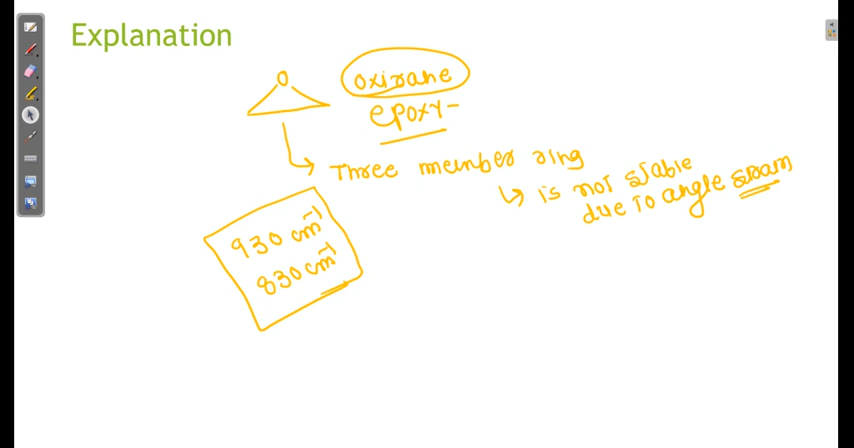 Explanation
O
oxirane
epoxy-
Three member ring
is not stable
due to angle strain
930 cm⁻¹
830 cm⁻¹